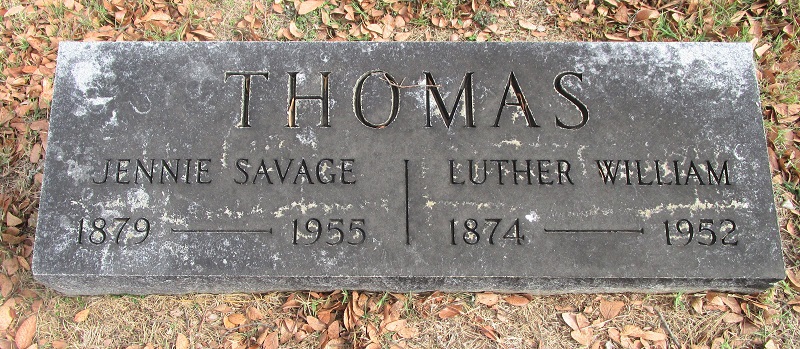 THOMAS
JENNIE SAVAGE
1879 — 1955
LUTHER WILLIAM
1874 — 1952